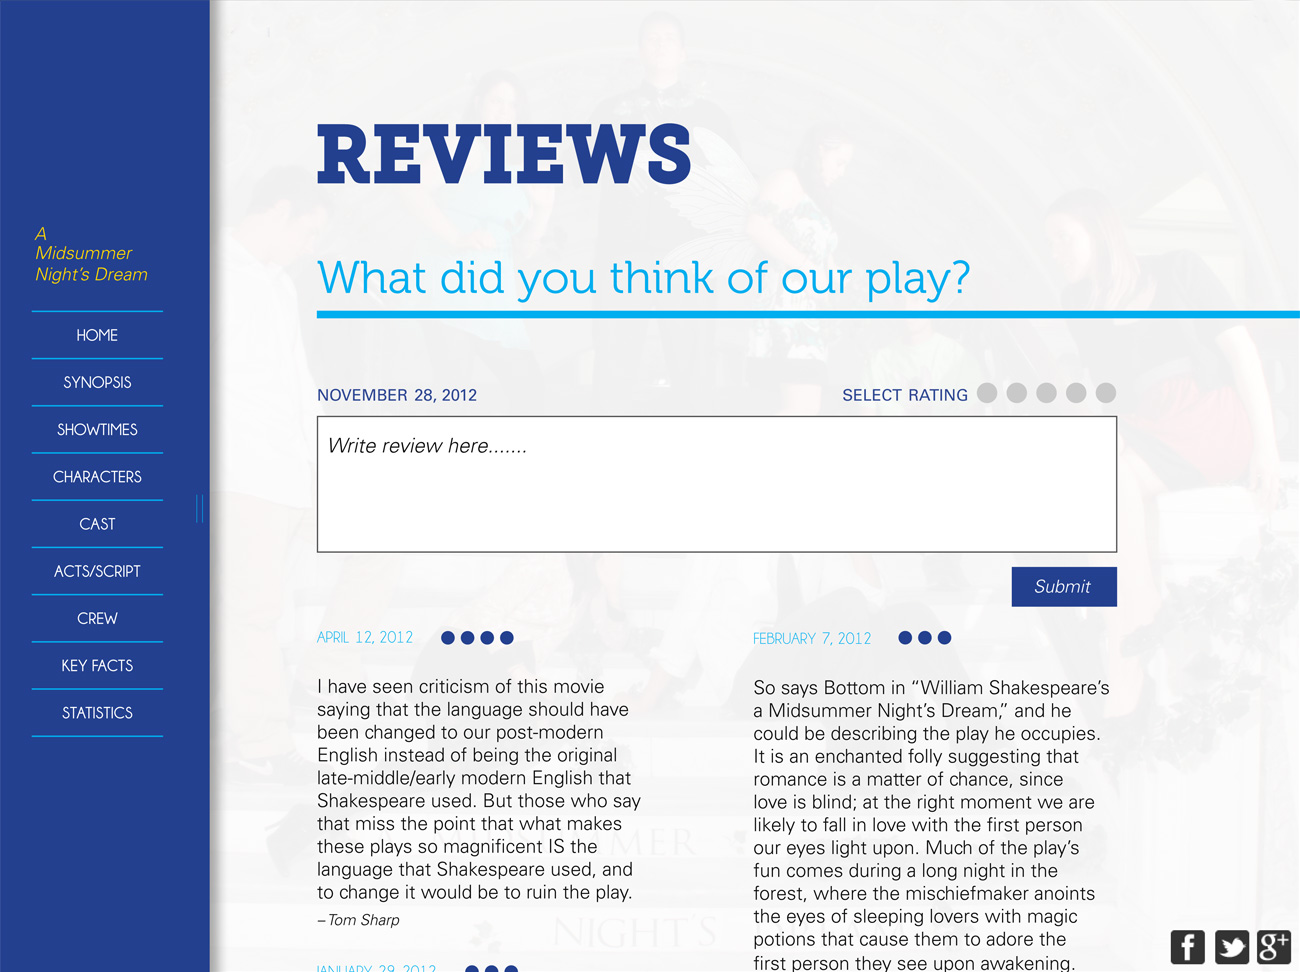 REVIEWS
What did you think of our play?
A
Midsummer
Night's Dream
HOME
SYNOPSIS
SHOWTIMES
CHARACTERS
CAST
ACTS/SCRIPT
CREW
KEY FACTS
STATISTICS
NOVEMBER 28, 2012
SELECT RATING
Write review here.......
Submit
APRIL 12, 2012
I have seen criticism of this movie
saying that the language should have
been changed to our post-modern
English instead of being the original
late-middle/early modern English that
Shakespeare used. But those who say
that miss the point that what makes
these plays so magnificent IS the
language that Shakespeare used, and
to change it would be to ruin the play.
– Tom Sharp
JANUARY 29, 2012
FEBRUARY 7, 2012
So says Bottom in “William Shakespeare’s
a Midsummer Night’s Dream,” and he
could be describing the play he occupies.
It is an enchanted folly suggesting that
romance is a matter of chance, since
love is blind; at the right moment we are
likely to fall in love with the first person
our eyes light upon. Much of the play’s
fun comes during a long night in the
forest, where the mischiefmaker anoints
the eyes of sleeping lovers with magic
potions that cause them to adore the
first person they see upon awakening.
MIDSUMMER
NIGHT'S
f
g+